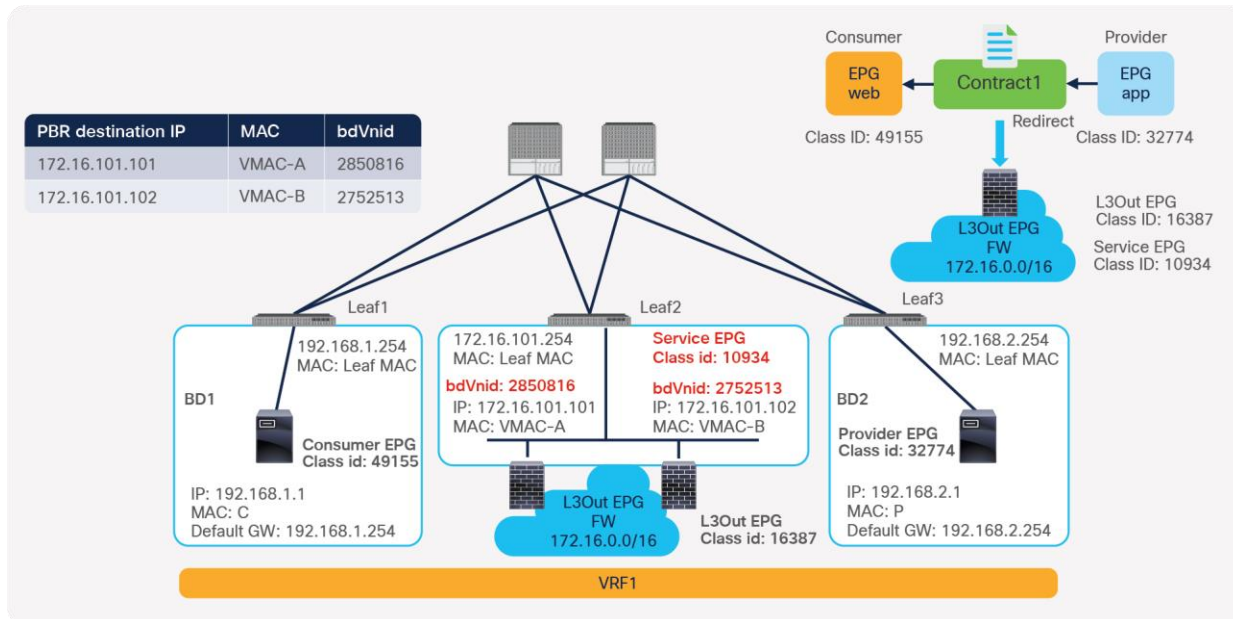 Consumer
Provider
EPG
web
Contract1
EPG
app
Class ID: 49155
Redirect
Class ID: 32774
PBR destination IP MAC bdVnid
172.16.101.101 VMAC-A 2850816
172.16.101.102 VMAC-B 2752513
L3Out EPG
FW
172.16.0.0/16
L3Out EPG
Class ID: 16387
Service EPG
Class ID: 10934
Leaf1
Leaf2
Leaf3
192.168.1.254
MAC: Leaf MAC
BD1
Consumer EPG
Class id: 49155
IP: 192.168.1.1
MAC: C
Default GW: 192.168.1.254
172.16.101.254
MAC: Leaf MAC
Service EPG
Class id: 10934
bdVnid: 2850816
IP: 172.16.101.101
MAC: VMAC-A
bdVnid: 2752513
IP: 172.16.101.102
MAC: VMAC-B
L3Out EPG
FW
172.16.0.0/16
L3Out EPG
Class id: 16387
192.168.2.254
MAC: Leaf MAC
BD2
Provider EPG
Class id: 32774
IP: 192.168.2.1
MAC: P
Default GW: 192.168.2.254
VRF1